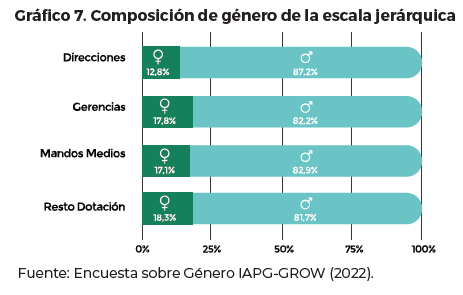 Gráfico 7. Composición de género de la escala jerárquica
Direcciones
12,8%
87,2%
Gerencias
17,8%
82,2%
Mandos Medios
17,1%
82,9%
Resto Dotación
18,3%
81,7%
0%
25%
50%
75%
100%
Fuente: Encuesta sobre Género IAPG-GROW (2022).